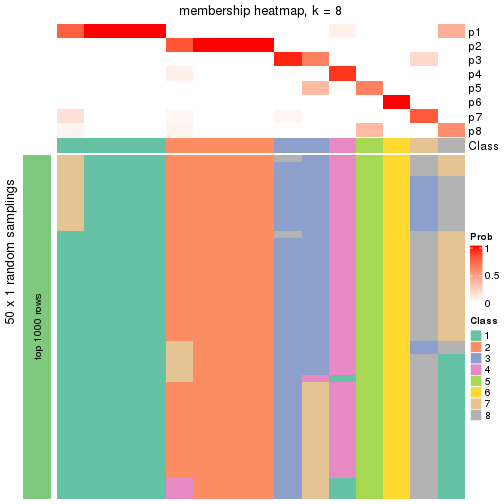 membership heatmap, k = 8
p1
p2
p3
p4
p5
p6
p7
p8
Class
50 x 1 random samplings
top 1000 rows
Prob
1
0.5
0
Class
1
2
3
4
5
6
7
8